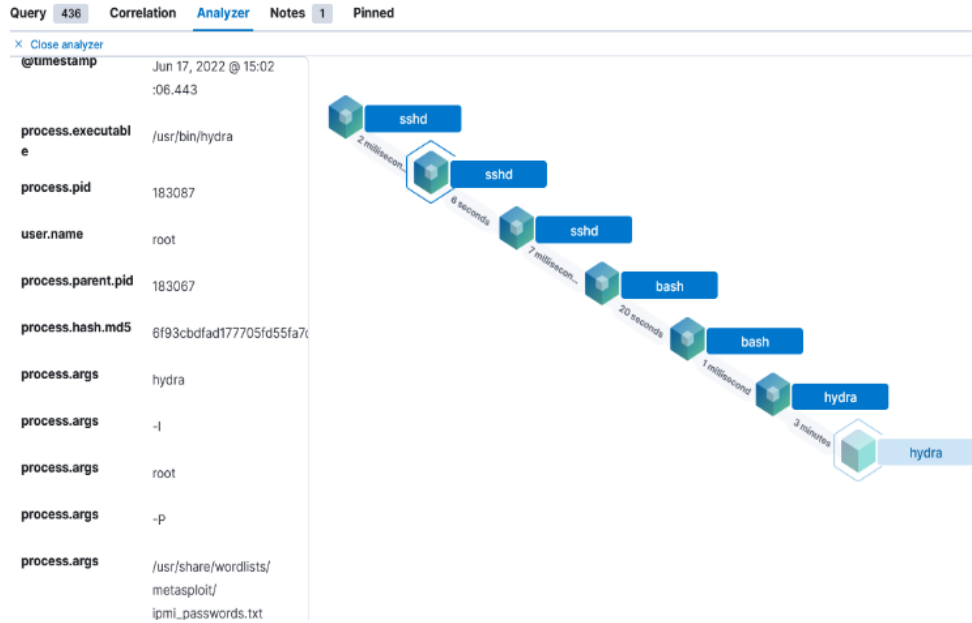 Query 436 Correlation Analyzer Notes 1 Pinned
× Close analyzer
@timestamp
Jun 17, 2022 @ 15:02
:06.443
process.executabl
e
/usr/bin/hydra
process.pid
183087
user.name
root
process.parent.pid
183067
process.hash.md5
6f93cbdfad177705fd55fa7
process.args
hydra
process.args
-l
process.args
root
process.args
-P
process.args
/usr/share/wordlists/
metasploit/
ipmi_passwords.txt
sshd
2 millisecon...
sshd
6 seconds
sshd
7 millisecon...
bash
20 seconds
bash
1 millisecond
hydra
3 minutes
hydra